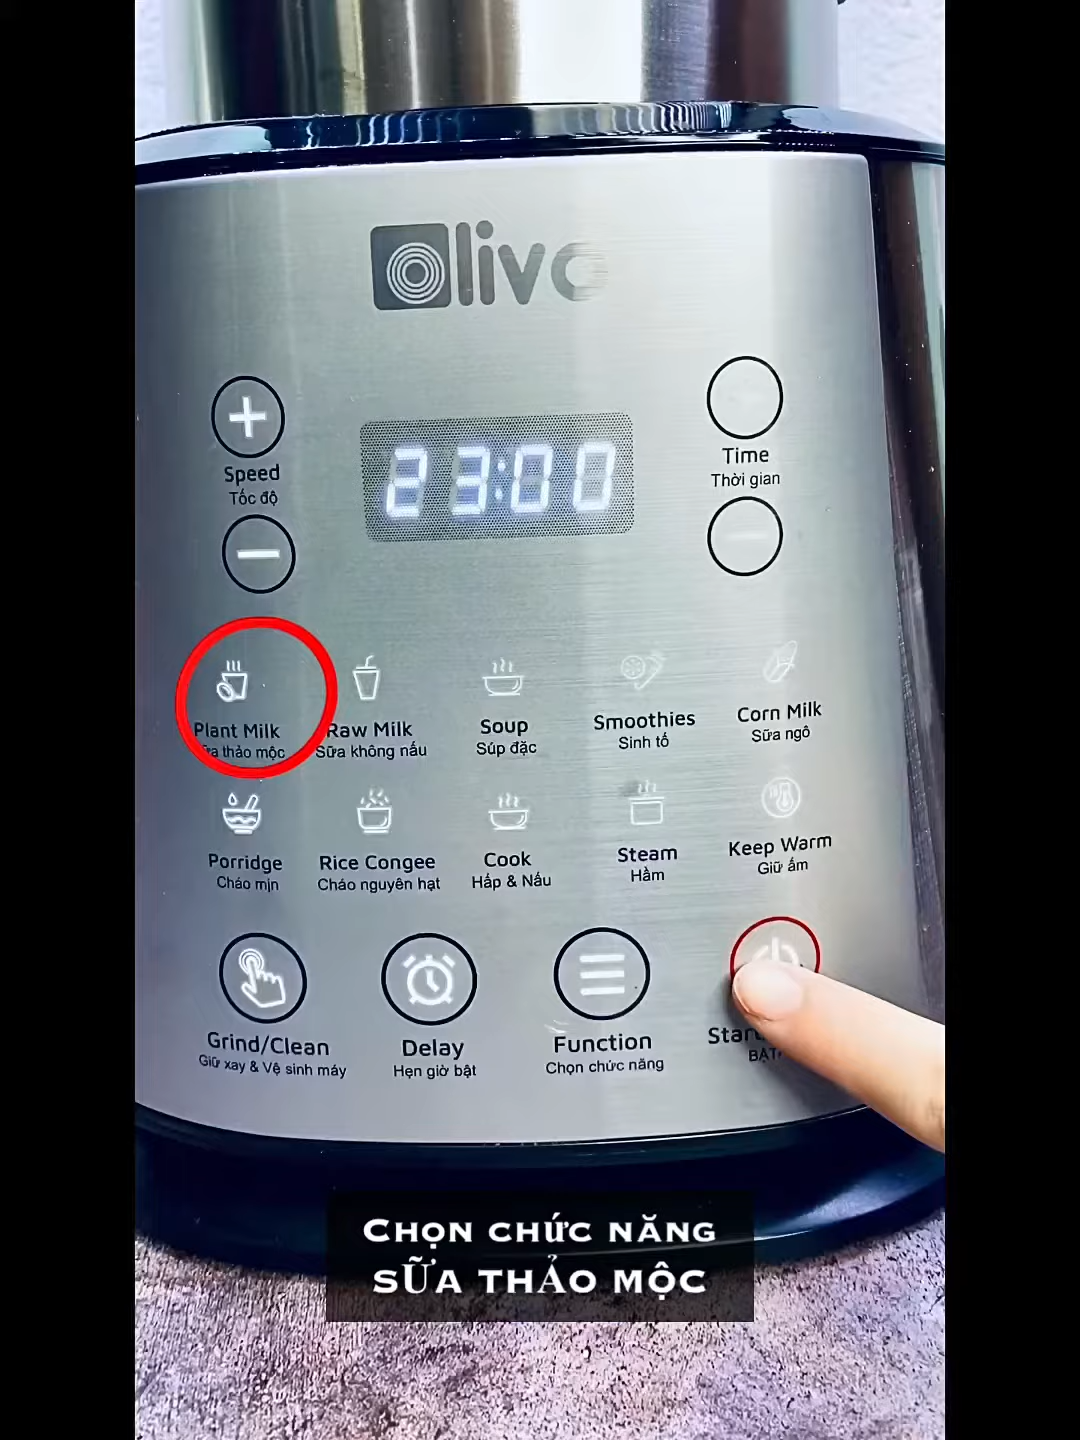 Olivo
23:00
Speed
Tốc độ
Time
Thời gian
Plant Milk
thảo mộc
Raw Milk
Sữa không nấu
Soup
Súp đặc
Smoothies
Sinh tố
Corn Milk
Sữa ngô
Porridge
Cháo mịn
Rice Congee
Cháo nguyên hạt
Cook
Hấp & Nấu
Steam
Hầm
Keep Warm
Giữ ấm
Grind/Clean
Giữ xay & Vệ sinh máy
Delay
Hẹn giờ bật
Function
Chọn chức năng
CHỌN CHỨC NĂNG
SỮA THẢO MỘC